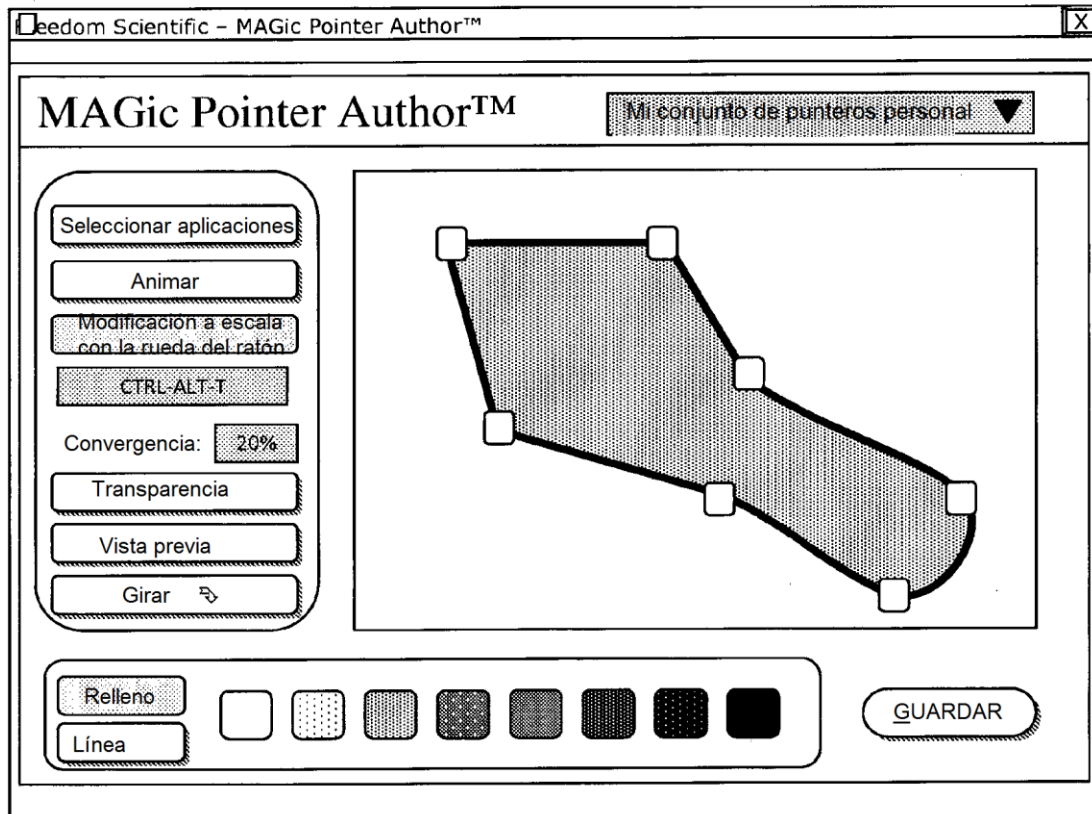 eedom Scientific – MAGic Pointer Author™
X
MAGic Pointer Author™
Mi conjunto de punteros personal
Seleccionar aplicaciones
Animar
Modificación a escala
con la rueda del ratón
CTRL-ALT-T
Convergencia: 20%
Transparencia
Vista previa
Girar
Relleno
Línea
GUARDAR